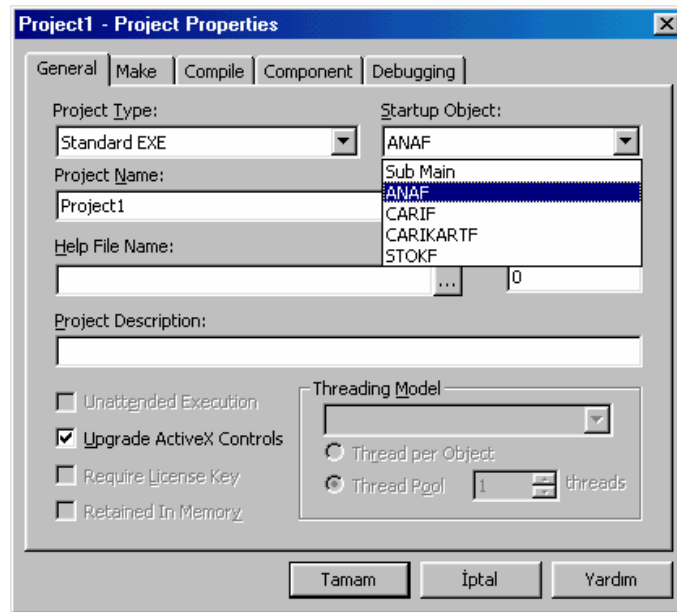 Project1 - Project Properties
General Make Compile Component Debugging
Project Type:
Startup Object:
Standard EXE
ANAF
Sub Main
ANAF
CARIF
CARIKARTF
STOKF
Project Name:
Project1
Help File Name:
...
0
Project Description:
Unattended Execution
Upgrade ActiveX Controls
Require License Key
Retained In Memory
Threading Model
Thread per Object
Thread Pool 1 threads
Tamam İptal Yardım